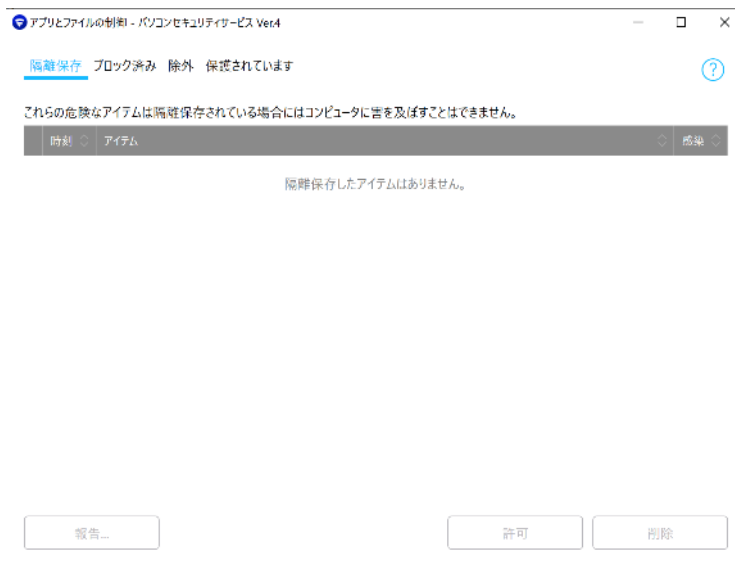 アプリとファイルの制御 - パソコンセキュリティサービス Ver.4
隔離保存 ブロック済み 除外 保護されています
?
これらの危険なアイテムは隔離保存されている場合にはコンピュータに害を及ぼすことはできません。
時刻 アイテム 感染
隔離保存したアイテムはありません。
報告... 許可 削除